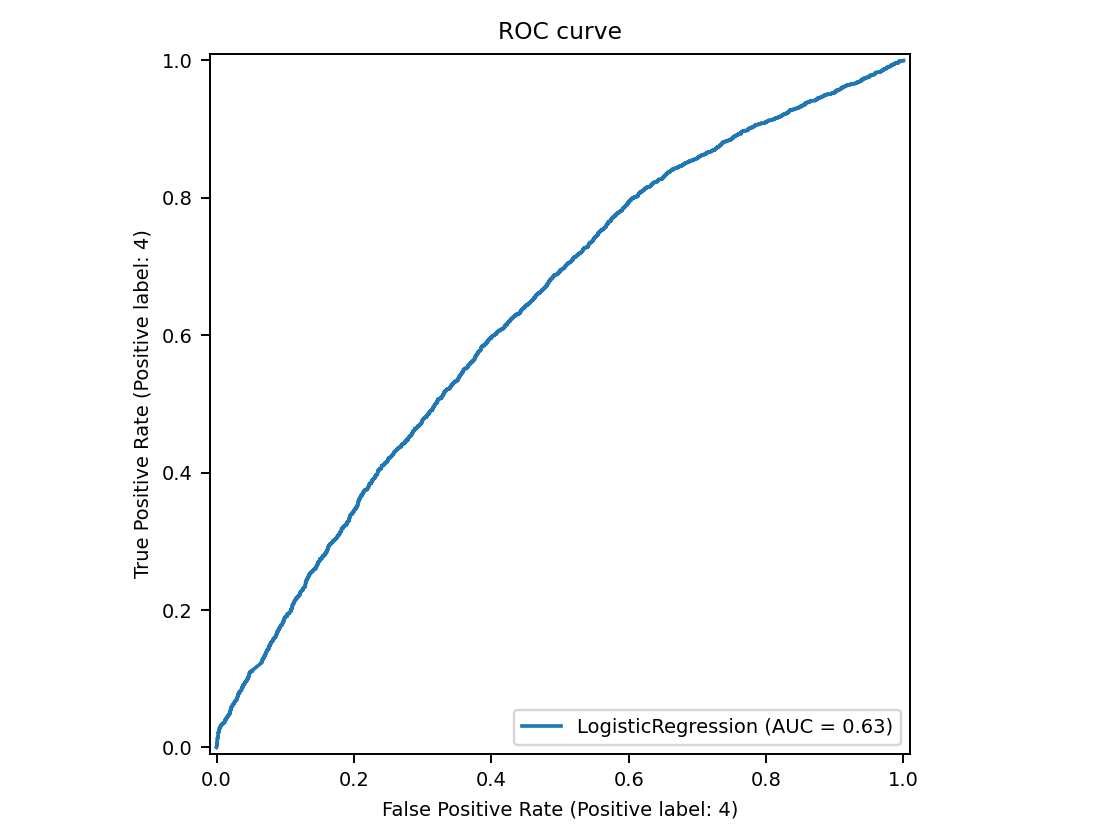 ROC curve
True Positive Rate (Positive label: 4)
1.0
0.8
0.6
0.4
0.2
0.0
LogisticRegression (AUC = 0.63)
0.0 0.2 0.4 0.6 0.8 1.0
False Positive Rate (Positive label: 4)